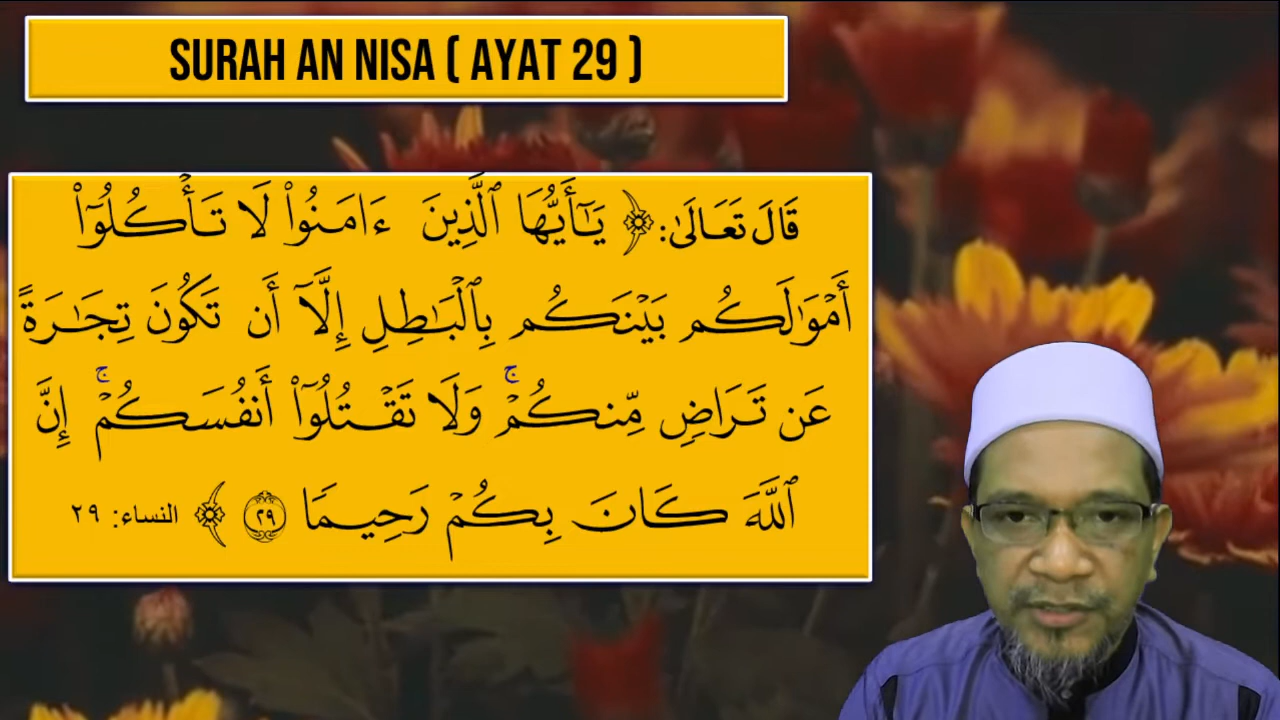 SURAH AN NISA ( AYAT 29 )
قَالَ تَعَالَىٰ: ﴿ يَٰٓأَيُّهَا ٱلَّذِينَ ءَامَنُوا۟ لَا تَأْكُلُوٓا۟
أَمْوَٰلَكُم بَيْنَكُم بِٱلْبَٰطِلِ إِلَّآ أَن تَكُونَ تِجَٰرَةً
عَن تَرَاضٍ مِّنكُمْ ۚ وَلَا تَقْتُلُوٓا۟ أَنفُسَكُمْ ۚ إِنَّ
ٱللَّهَ كَانَ بِكُمْ رَحِيمًا ٢٩ ﴾ النساء: ٢٩